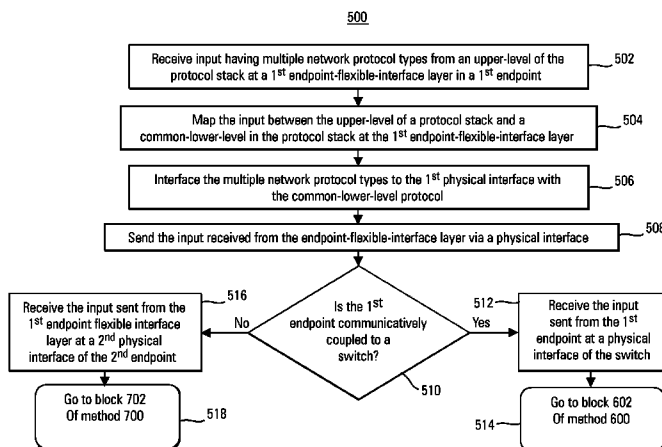 500
Receive input having multiple network protocol types from an upper-level of the
protocol stack at a 1st endpoint-flexible-interface layer in a 1st endpoint
502
Map the input between the upper-level of a protocol stack and a
common-lower-level in the protocol stack at the 1st endpoint-flexible-interface layer
504
Interface the multiple network protocol types to the 1st physical interface with
the common-lower-level protocol
506
Send the input received from the endpoint-flexible-interface layer via a physical interface
508
Is the 1st
endpoint communicatively
coupled to a
switch?
510
No
Yes
516
Receive the input sent from the
1st endpoint flexible interface
layer at a 2nd physical
interface of the 2nd endpoint
512
Receive the input
sent from the 1st
endpoint at a physical
interface of the switch
Go to block 702
Of method 700
518
Go to block 602
Of method 600
514